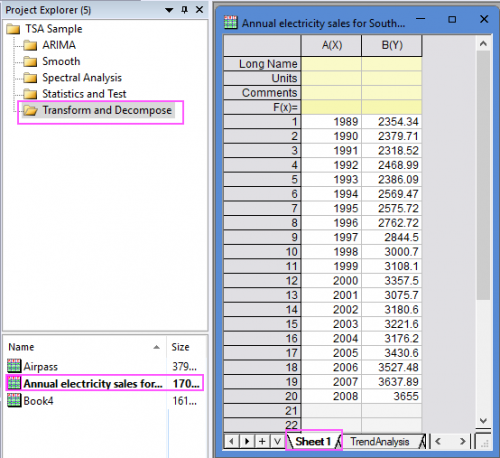 Project Explorer (5)
TSA Sample
ARIMA
Smooth
Spectral Analysis
Statistics and Test
Transform and Decompose
Name Size
Airpass 379...
Annual electricity sales for... 170...
Book4 161...
Annual electricity sales for South...
A(X) B(Y)
Long Name
Units
Comments
F(x)=
1 1989 2354.34
2 1990 2379.71
3 1991 2318.52
4 1992 2468.99
5 1993 2386.09
6 1994 2569.47
7 1995 2575.72
8 1996 2762.72
9 1997 2844.5
10 1998 3000.7
11 1999 3108.1
12 2000 3357.5
13 2001 3075.7
14 2002 3180.6
15 2003 3221.6
16 2004 3176.2
17 2005 3430.6
18 2006 3527.48
19 2007 3637.89
20 2008 3655
21
22
Sheet1 TrendAnalysis